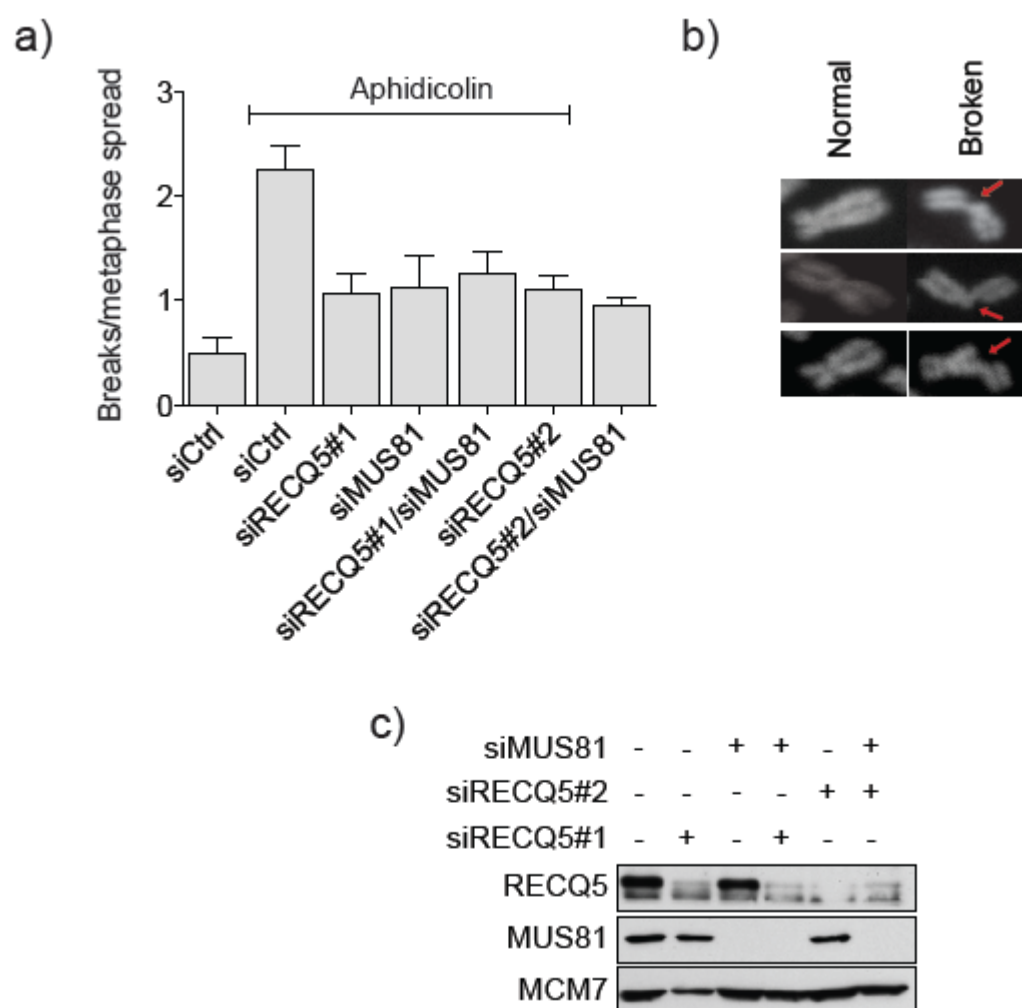 a)
Breaks/metaphase spread
3
2
1
0
Aphidicolin
siCtrl
siCtrl
siRECQ5#1
siMUS81
siRECQ5#1/siMUS81
siRECQ5#2
siRECQ5#2/siMUS81
b)
Normal
Broken
c)
siMUS81 - - + + - +
siRECQ5#2 - - - - + +
siRECQ5#1 - + - + - -
RECQ5
MUS81
MCM7